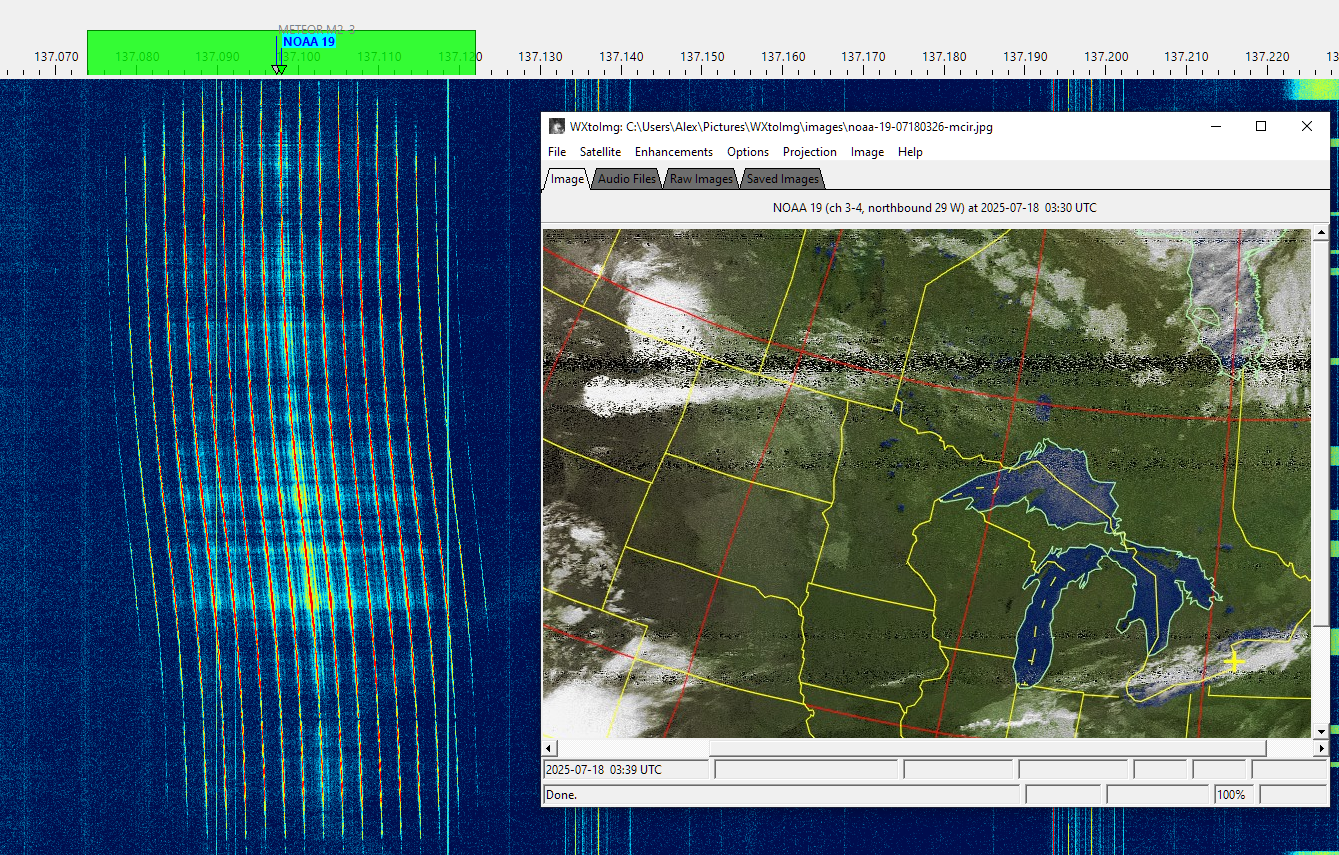 METEOR M2-3
NOAA 19
137.070 137.080 137.090 137.100 137.110 137.120 137.130 137.140 137.150 137.160 137.170 137.180 137.190 137.200 137.210 137.220
WXtoImg: C:\Users\Alex\Pictures\WXtoImg\images\noaa-19-07180326-mcir.jpg
File Satellite Enhancements Options Projection Image Help
Image Audio Files Raw Images Saved Images
NOAA 19 (ch 3-4, northbound 29 W) at 2025-07-18 03:30 UTC
2025-07-18 03:39 UTC
Done. 100%